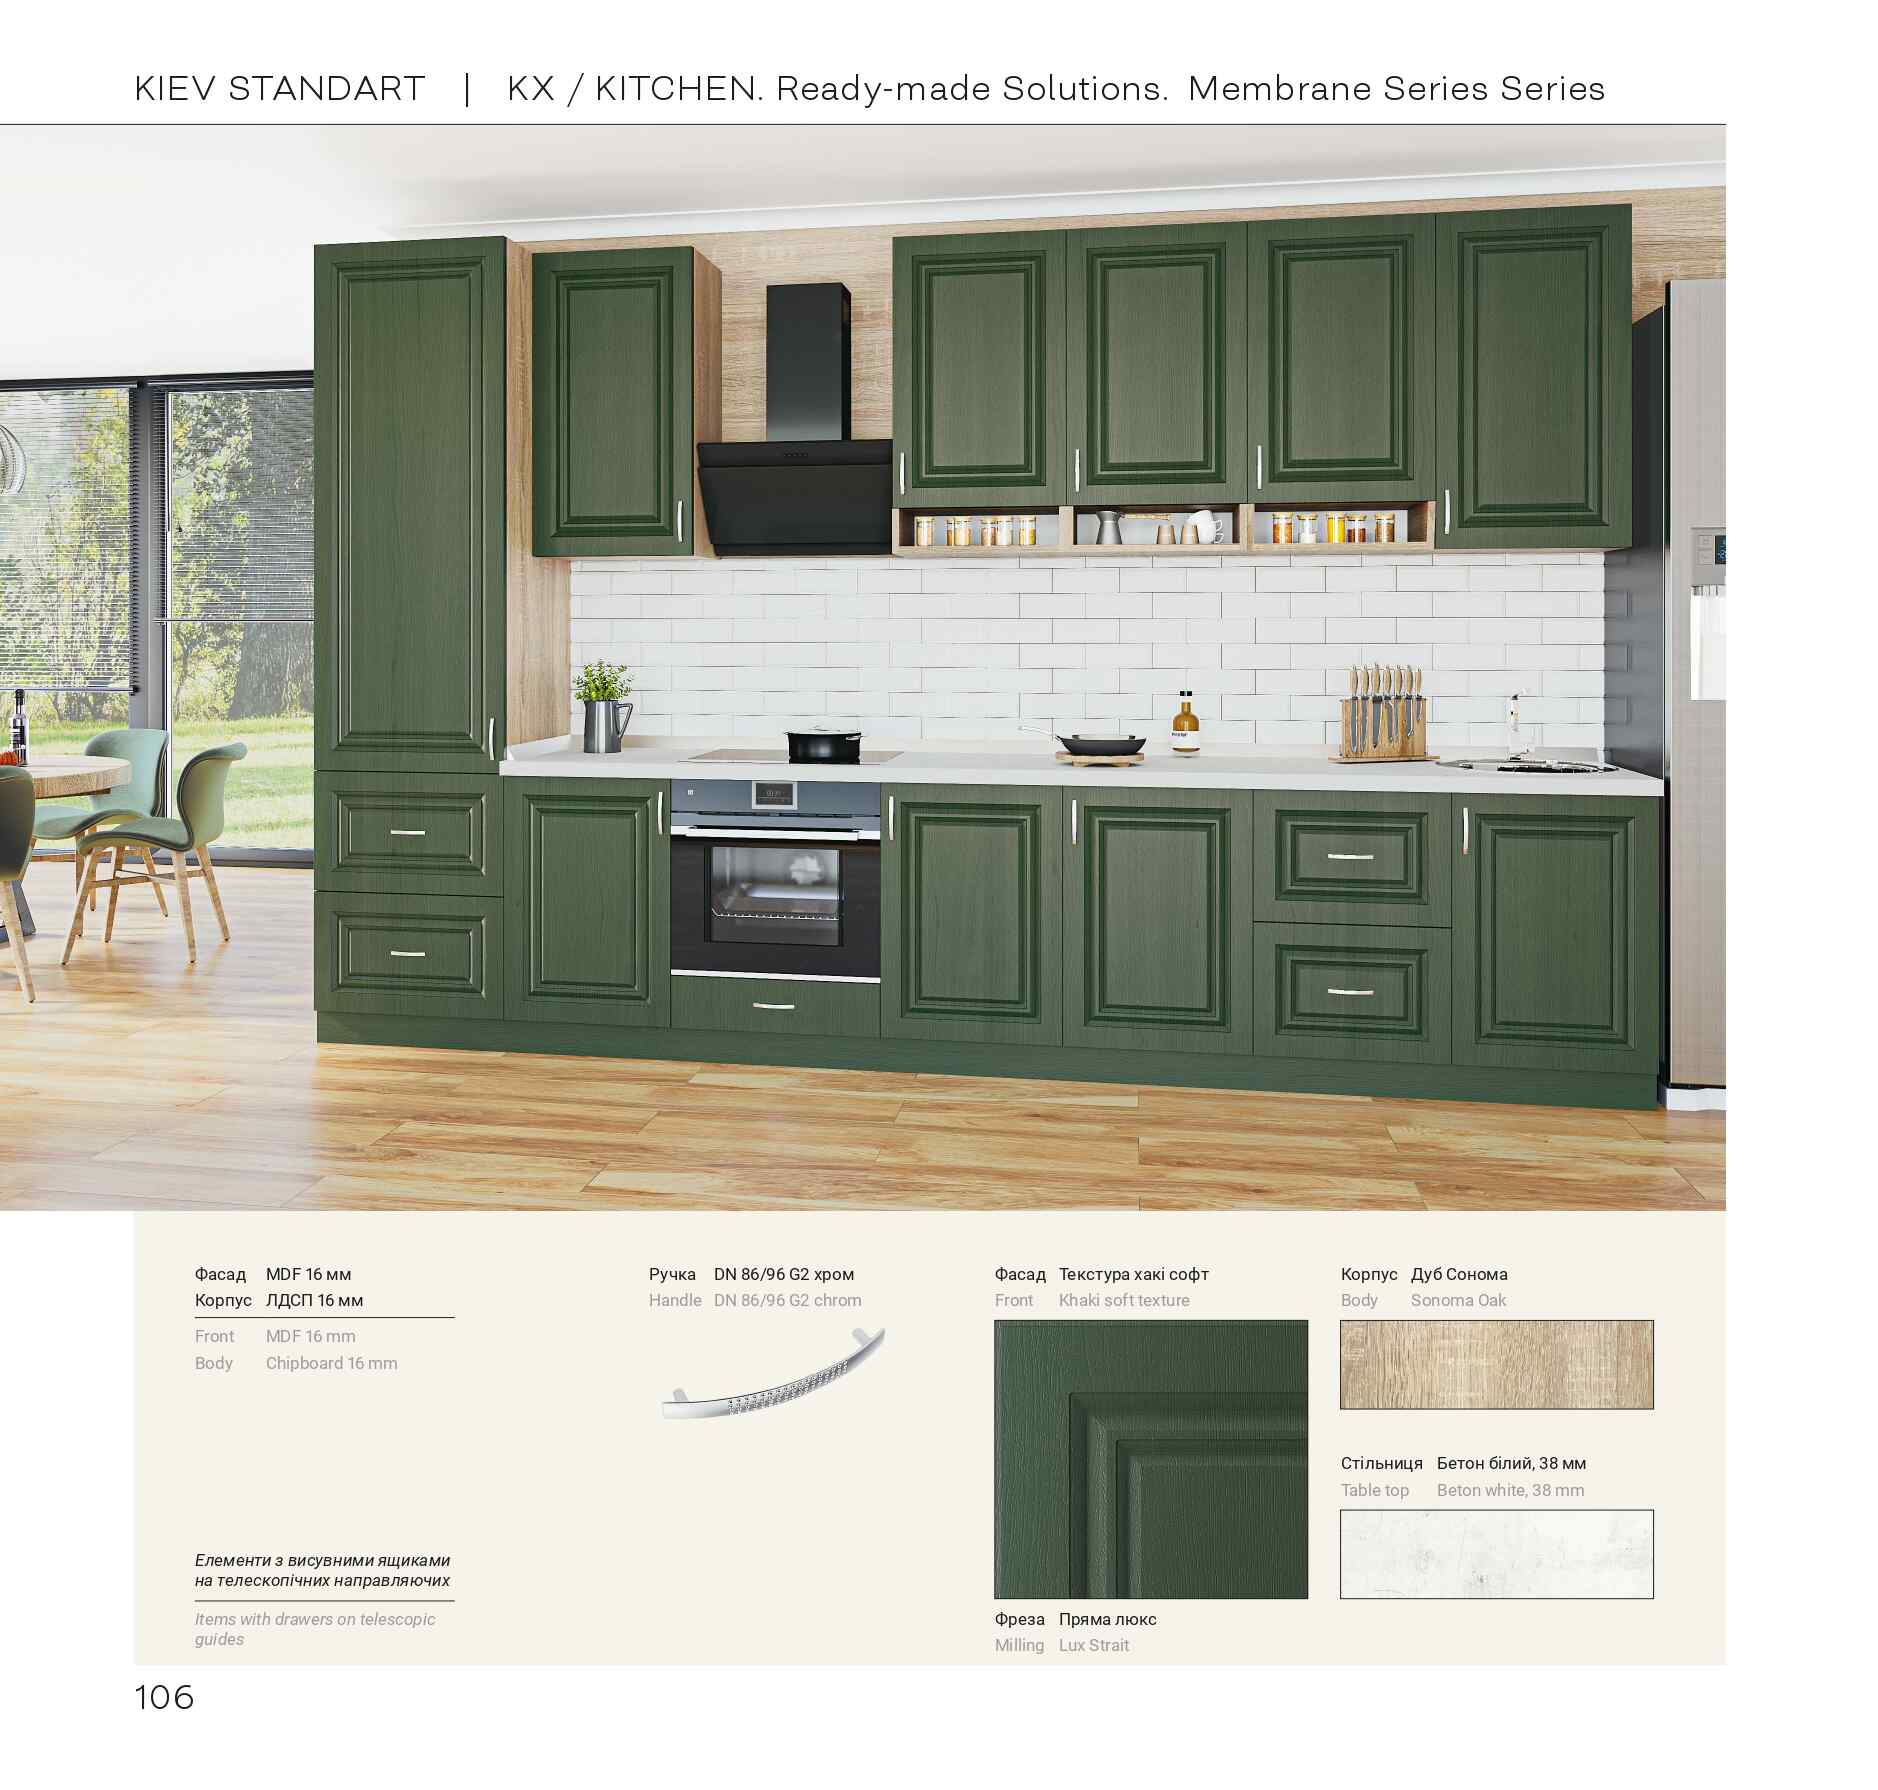 KIEV STANDART | KX / KITCHEN. Ready-made Solutions. Membrane Series Series
Фасад MDF 16 мм
Корпус ЛДСП 16 мм
Front MDF 16 mm
Body Chipboard 16 mm
Елементи з висувними ящиками
на телескопічних направляючих
Items with drawers on telescopic
guides
Ручка DN 86/96 G2 хром
Handle DN 86/96 G2 chrom
Фасад Текстура хакі софт
Front Khaki soft texture
Фреза Пряма люкс
Milling Lux Strait
Корпус Дуб Сонома
Body Sonoma Oak
Стільниця Бетон білий, 38 мм
Table top Beton white, 38 mm
106